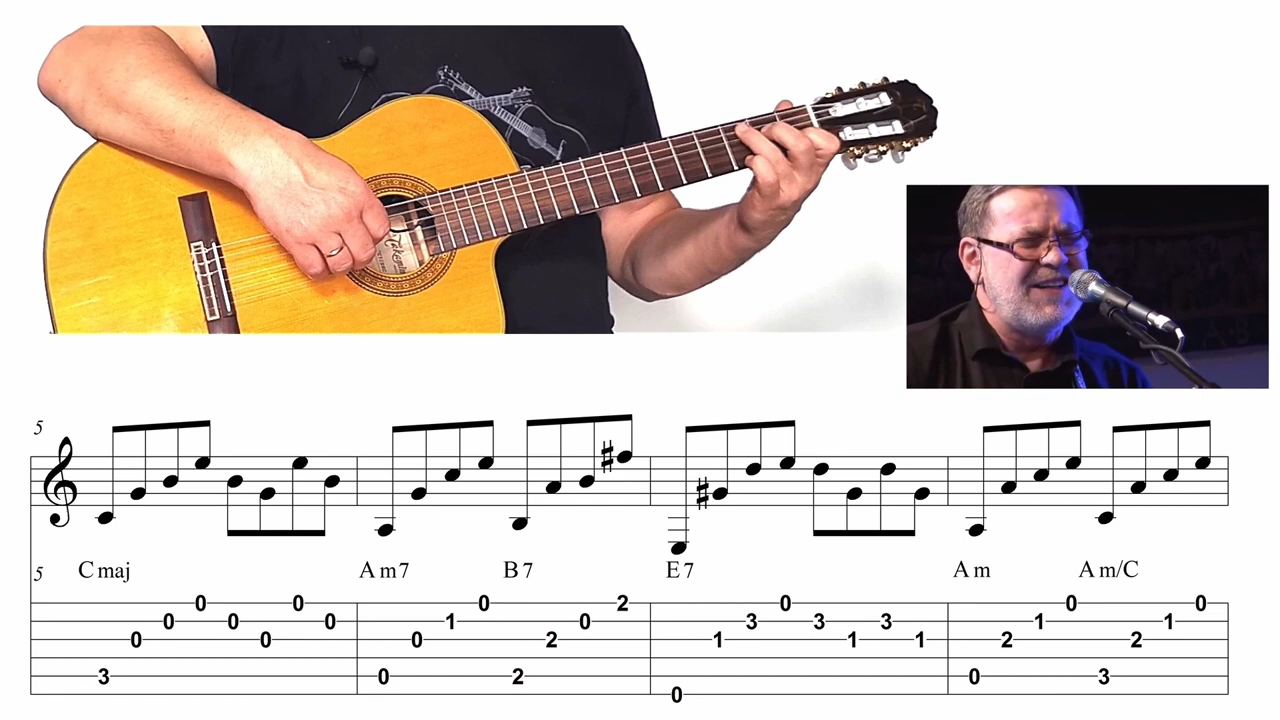 Takamine
5
5 C maj A m7 B 7 E 7 A m A m/C
0 0 0 2 0 0 0
0 0 0 1 0 3 3 3 1 1
0 0 0 2 1 1 1 2 2
3 0 2 0 3
0